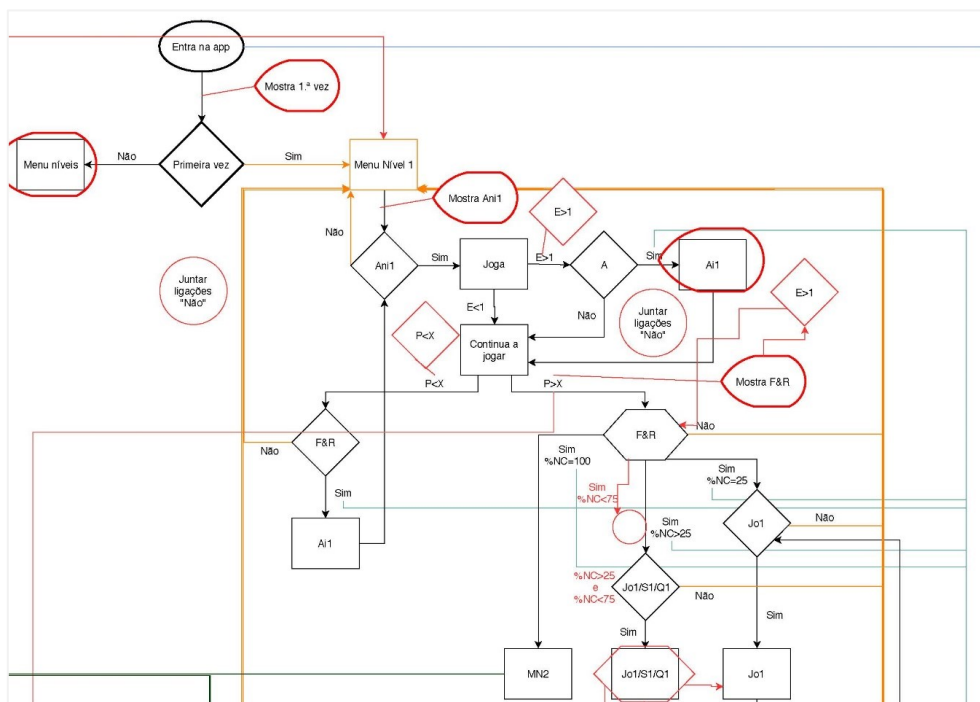 Entra na app
Mostra 1.ª vez
Menu níveis
Não
Primeira vez
Sim
Menu Nível 1
Mostra Ani1
E>1
Não
Ani1
Sim
Joga
E>1
A
Sim
Ai1
Juntar
ligações
"Não"
E<1
Não
Juntar
ligações
"Não"
E>1
P<X
Continua a
jogar
P<X
P>X
Mostra F&R
F&R
Não
Sim
F&R
Não
Sim
%NC=100
Sim
%NC<75
Sim
%NC=25
Ai1
Sim
%NC>25
Jo1
Não
%NC>25
e
%NC<75
Jo1/S1/Q1
Não
Sim
Sim
MN2
Jo1/S1/Q1
Jo1